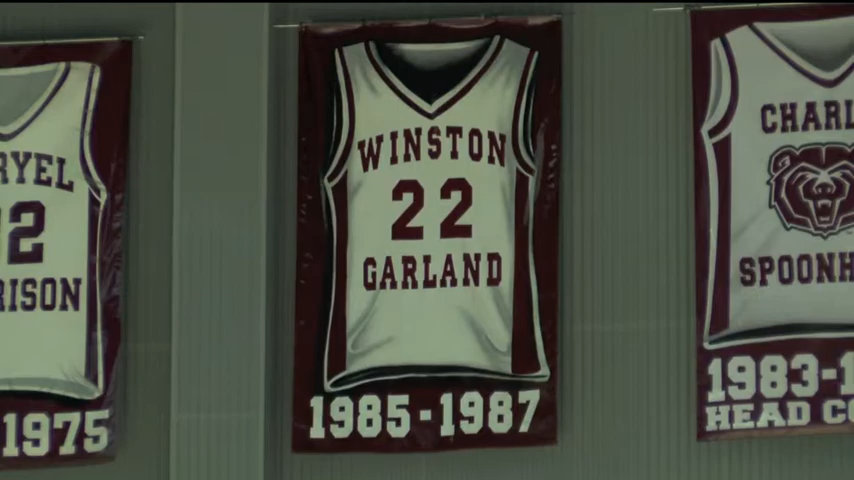 RYEL
2
RISON
1975
WINSTON
22
GARLAND
1985-1987
CHARL
SPOONH
1983-1
HEAD CO